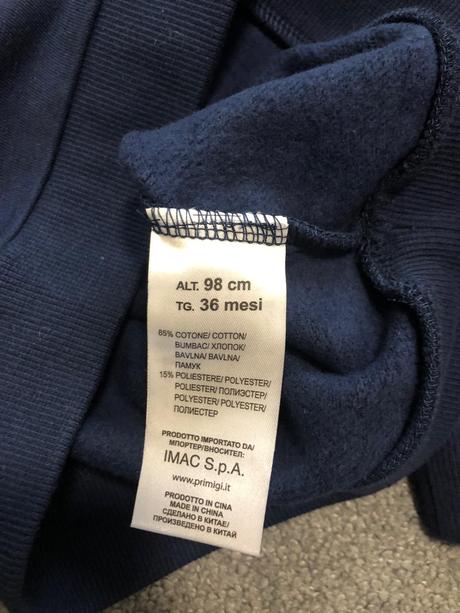 ALT. 98 cm
TG. 36 mesi
85% COTONE/ COTTON/
BUMBAC/ ХЛОПОК/
BAVLNA/ BAVLNA/
ПАМУК
15% POLIESTERE/ POLYESTER/
POLIESTER/ ПОЛИЭСТЕР/
POLYESTER/ POLYESTER/
ПОЛИЕСТЕР
PRODOTTO IMPORTATO DA/
ИМПОРТЕР/ВНОСИТЕЛ:
IMAC S.p.A.
www.primigi.it
PRODOTTO IN CINA
MADE IN CHINA
СДЕЛАНО В КИТАЕ/
ПРОИЗВЕДЕНО В КИТАЙ